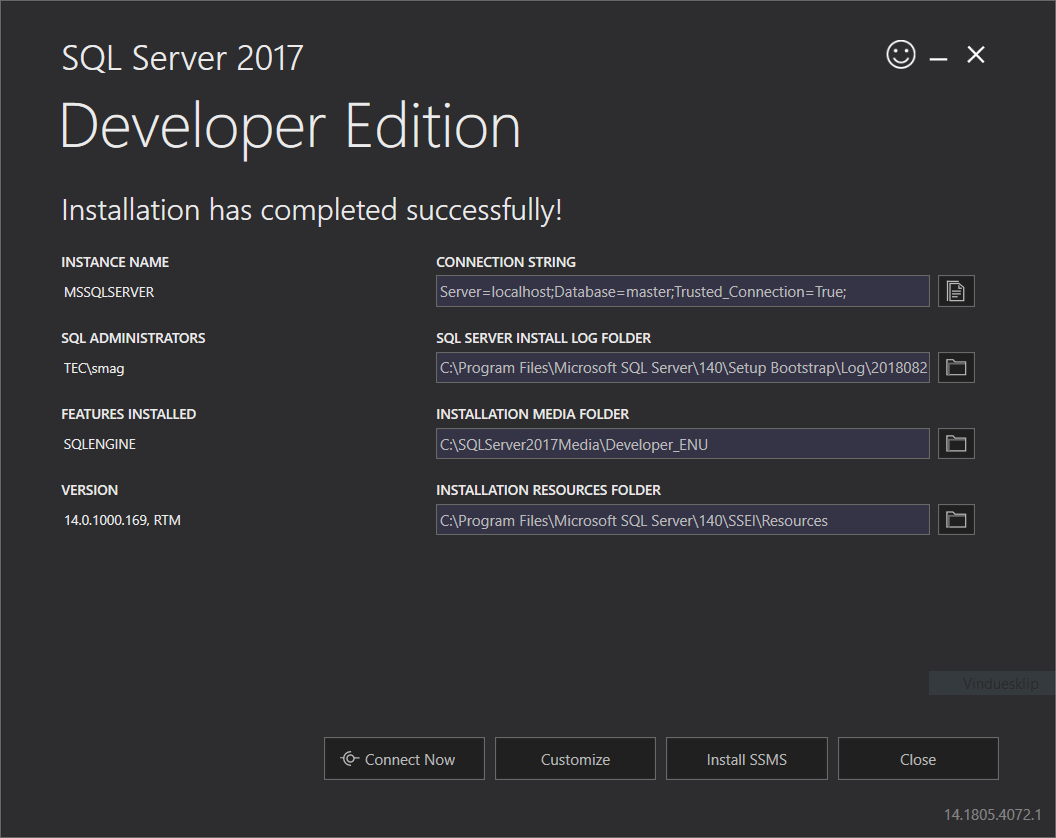 SQL Server 2017
Developer Edition
Installation has completed successfully!
INSTANCE NAME
MSSQLSERVER
CONNECTION STRING
Server=localhost;Database=master;Trusted_Connection=True;
SQL ADMINISTRATORS
TEC\smag
SQL SERVER INSTALL LOG FOLDER
C:\Program Files\Microsoft SQL Server\140\Setup Bootstrap\Log\2018082
FEATURES INSTALLED
SQLENGINE
INSTALLATION MEDIA FOLDER
C:\SQLServer2017Media\Developer_ENU
VERSION
14.0.1000.169, RTM
INSTALLATION RESOURCES FOLDER
C:\Program Files\Microsoft SQL Server\140\SSEI\Resources
Vinduesklip
Connect Now
Customize
Install SSMS
Close
14.1805.4072.1